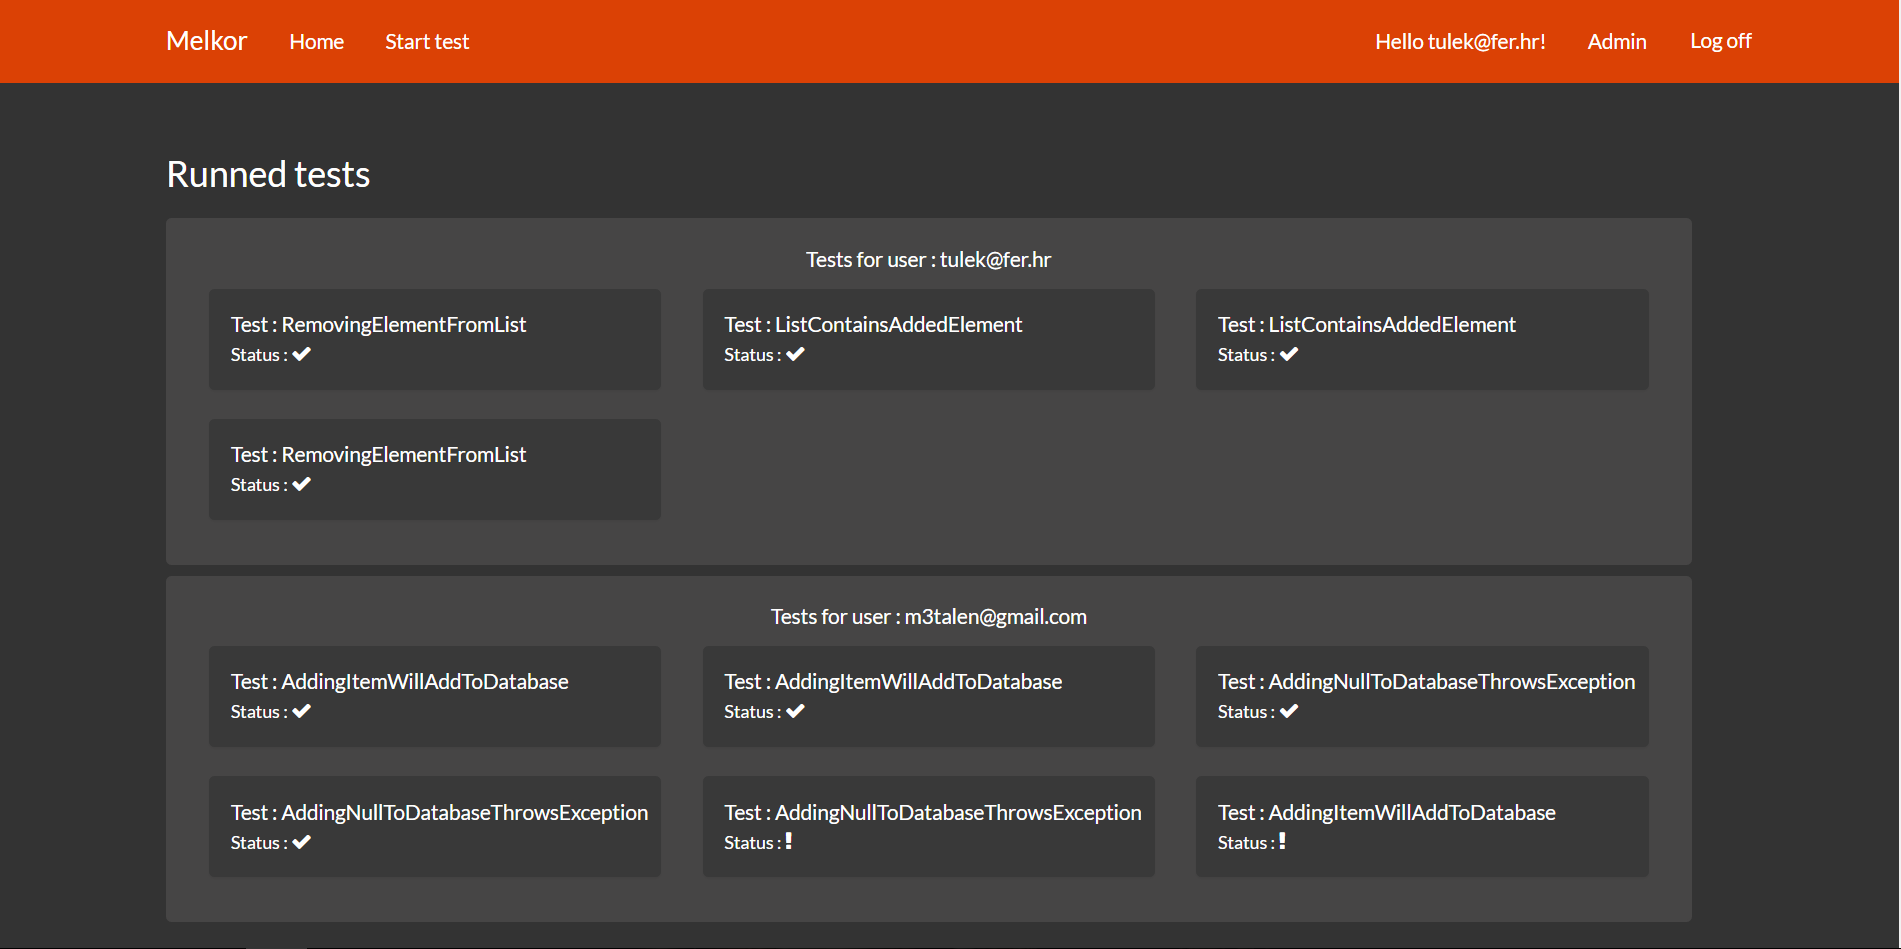 Melkor Home Start test Hello tulek@fer.hr! Admin Log off
Runned tests
Tests for user : tulek@fer.hr
Test : RemovingElementFromList
Status :
Test : ListContainsAddedElement
Status :
Test : ListContainsAddedElement
Status :
Test : RemovingElementFromList
Status :
Tests for user : m3talen@gmail.com
Test : AddingItemWillAddToDatabase
Status :
Test : AddingItemWillAddToDatabase
Status :
Test : AddingNullToDatabaseThrowsException
Status :
Test : AddingNullToDatabaseThrowsException
Status :
Test : AddingNullToDatabaseThrowsException
Status : !
Test : AddingItemWillAddToDatabase
Status : !